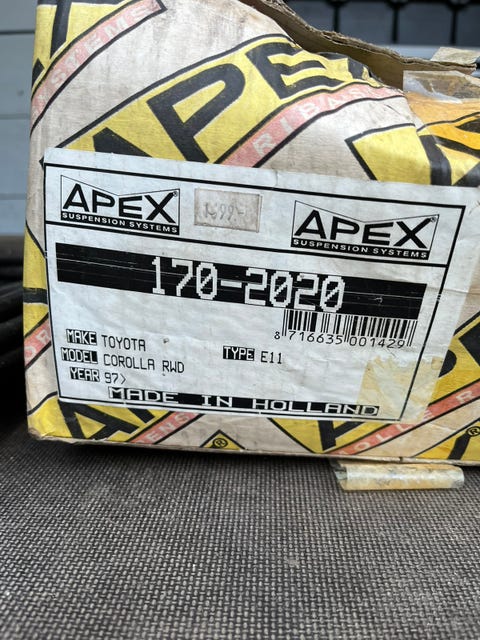 APEX
APEX
SUSPENSION SYSTEMS
APEX
SUSPENSION SYSTEMS
170-2020
8 716635 001429
MAKE TOYOTA
MODEL COROLLA RWD
TYPE E11
YEAR 97>
MADE IN HOLLAND